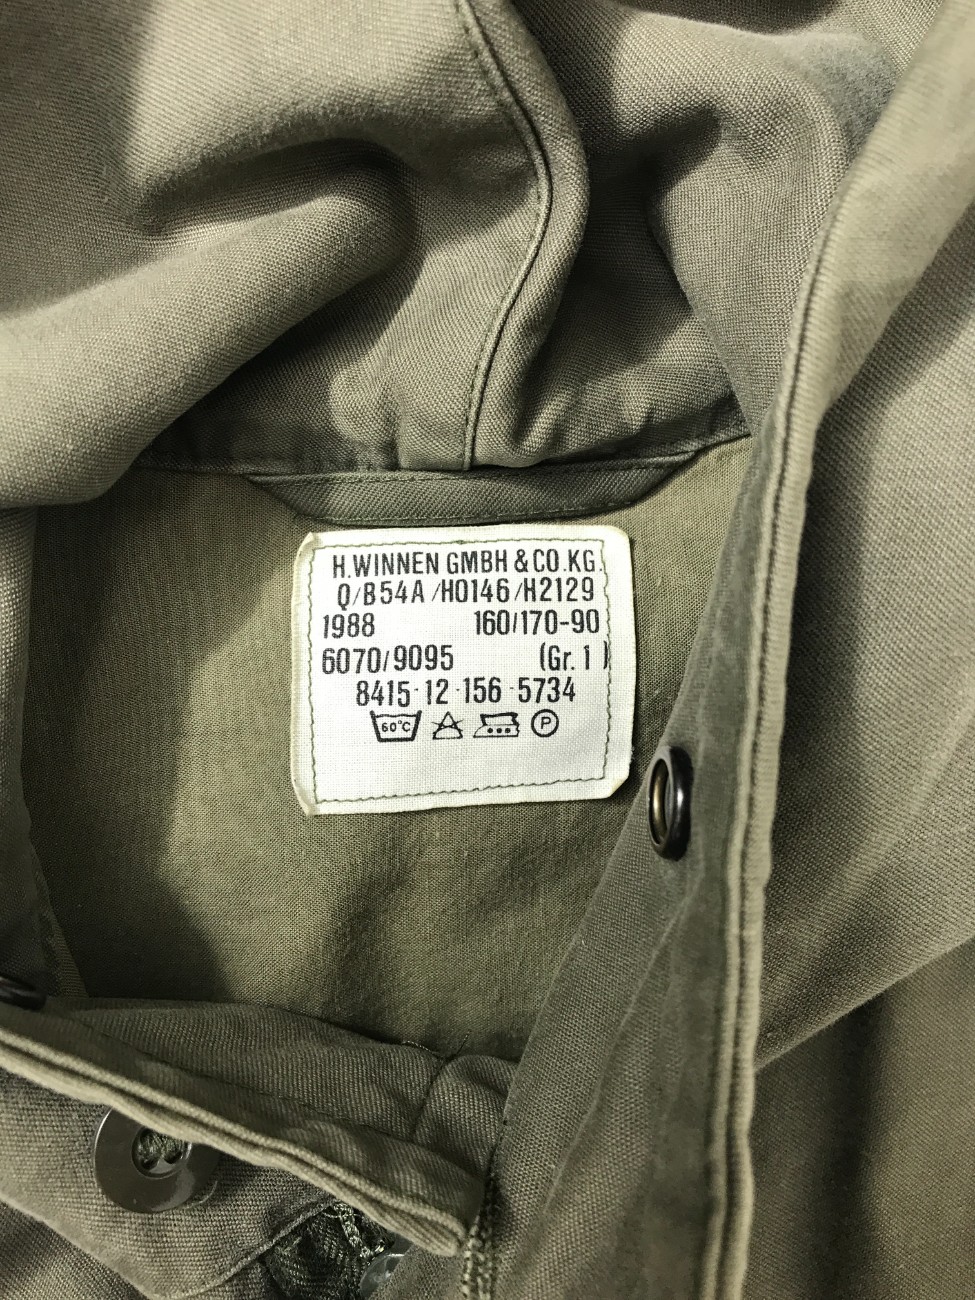 H.WINNEN GMBH & CO.KG.
Q/B54A/H0146/H2129
1988 160/170-90
6070/9095 (Gr.1)
8415-12-156-5734
60°C P